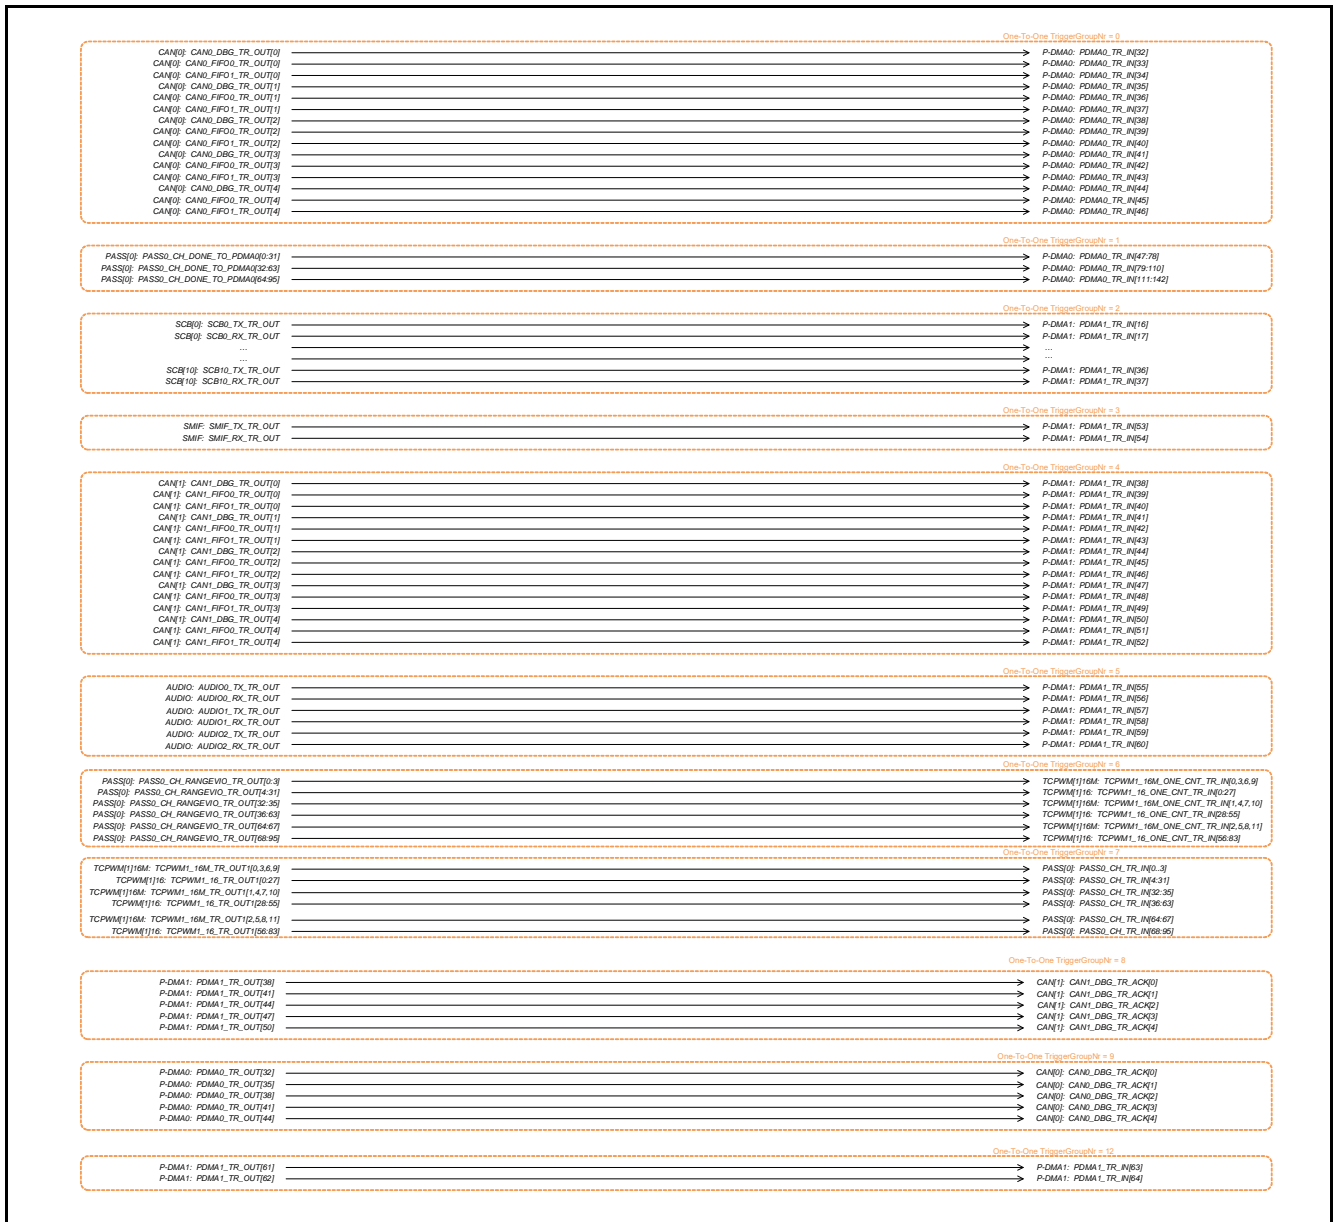 One-To-One TriggerGroupNr = 0
CAN[0]: CAN0_DBG_TR_OUT[0] P-DMA0: PDMA0_TR_IN[32]
CAN[0]: CAN0_FIFO0_TR_OUT[0] P-DMA0: PDMA0_TR_IN[33]
CAN[0]: CAN0_FIFO1_TR_OUT[0] P-DMA0: PDMA0_TR_IN[34]
CAN[0]: CAN0_DBG_TR_OUT[1] P-DMA0: PDMA0_TR_IN[35]
CAN[0]: CAN0_FIFO0_TR_OUT[1] P-DMA0: PDMA0_TR_IN[36]
CAN[0]: CAN0_FIFO1_TR_OUT[1] P-DMA0: PDMA0_TR_IN[37]
CAN[0]: CAN0_DBG_TR_OUT[2] P-DMA0: PDMA0_TR_IN[38]
CAN[0]: CAN0_FIFO0_TR_OUT[2] P-DMA0: PDMA0_TR_IN[39]
CAN[0]: CAN0_FIFO1_TR_OUT[2] P-DMA0: PDMA0_TR_IN[40]
CAN[0]: CAN0_DBG_TR_OUT[3] P-DMA0: PDMA0_TR_IN[41]
CAN[0]: CAN0_FIFO0_TR_OUT[3] P-DMA0: PDMA0_TR_IN[42]
CAN[0]: CAN0_FIFO1_TR_OUT[3] P-DMA0: PDMA0_TR_IN[43]
CAN[0]: CAN0_DBG_TR_OUT[4] P-DMA0: PDMA0_TR_IN[44]
CAN[0]: CAN0_FIFO0_TR_OUT[4] P-DMA0: PDMA0_TR_IN[45]
CAN[0]: CAN0_FIFO1_TR_OUT[4] P-DMA0: PDMA0_TR_IN[46]
One-To-One TriggerGroupNr = 1
PASS[0]: PASS0_CH_DONE_TO_PDMA0[0:31] P-DMA0: PDMA0_TR_IN[47:78]
PASS[0]: PASS0_CH_DONE_TO_PDMA0[32:63] P-DMA0: PDMA0_TR_IN[79:110]
PASS[0]: PASS0_CH_DONE_TO_PDMA0[64:95] P-DMA0: PDMA0_TR_IN[111:142]
One-To-One TriggerGroupNr = 2
SCB[0]: SCB0_TX_TR_OUT P-DMA1: PDMA1_TR_IN[16]
SCB[0]: SCB0_RX_TR_OUT P-DMA1: PDMA1_TR_IN[17]
... ...
... ...
SCB[10]: SCB10_TX_TR_OUT P-DMA1: PDMA1_TR_IN[36]
SCB[10]: SCB10_RX_TR_OUT P-DMA1: PDMA1_TR_IN[37]
One-To-One TriggerGroupNr = 3
SMIF: SMIF_TX_TR_OUT P-DMA1: PDMA1_TR_IN[53]
SMIF: SMIF_RX_TR_OUT P-DMA1: PDMA1_TR_IN[54]
One-To-One TriggerGroupNr = 4
CAN[1]: CAN1_DBG_TR_OUT[0] P-DMA1: PDMA1_TR_IN[38]
CAN[1]: CAN1_FIFO0_TR_OUT[0] P-DMA1: PDMA1_TR_IN[39]
CAN[1]: CAN1_FIFO1_TR_OUT[0] P-DMA1: PDMA1_TR_IN[40]
CAN[1]: CAN1_DBG_TR_OUT[1] P-DMA1: PDMA1_TR_IN[41]
CAN[1]: CAN1_FIFO0_TR_OUT[1] P-DMA1: PDMA1_TR_IN[42]
CAN[1]: CAN1_FIFO1_TR_OUT[1] P-DMA1: PDMA1_TR_IN[43]
CAN[1]: CAN1_DBG_TR_OUT[2] P-DMA1: PDMA1_TR_IN[44]
CAN[1]: CAN1_FIFO0_TR_OUT[2] P-DMA1: PDMA1_TR_IN[45]
CAN[1]: CAN1_FIFO1_TR_OUT[2] P-DMA1: PDMA1_TR_IN[46]
CAN[1]: CAN1_DBG_TR_OUT[3] P-DMA1: PDMA1_TR_IN[47]
CAN[1]: CAN1_FIFO0_TR_OUT[3] P-DMA1: PDMA1_TR_IN[48]
CAN[1]: CAN1_FIFO1_TR_OUT[3] P-DMA1: PDMA1_TR_IN[49]
CAN[1]: CAN1_DBG_TR_OUT[4] P-DMA1: PDMA1_TR_IN[50]
CAN[1]: CAN1_FIFO0_TR_OUT[4] P-DMA1: PDMA1_TR_IN[51]
CAN[1]: CAN1_FIFO1_TR_OUT[4] P-DMA1: PDMA1_TR_IN[52]
One-To-One TriggerGroupNr = 5
AUDIO: AUDIO0_TX_TR_OUT P-DMA1: PDMA1_TR_IN[55]
AUDIO: AUDIO0_RX_TR_OUT P-DMA1: PDMA1_TR_IN[56]
AUDIO: AUDIO1_TX_TR_OUT P-DMA1: PDMA1_TR_IN[57]
AUDIO: AUDIO1_RX_TR_OUT P-DMA1: PDMA1_TR_IN[58]
AUDIO: AUDIO2_TX_TR_OUT P-DMA1: PDMA1_TR_IN[59]
AUDIO: AUDIO2_RX_TR_OUT P-DMA1: PDMA1_TR_IN[60]
One-To-One TriggerGroupNr = 6
PASS[0]: PASS0_CH_RANGEVIO_TR_OUT[0:3] TCPWM[1]16M: TCPWM1_16M_ONE_CNT_TR_IN[0,3,6,9]
PASS[0]: PASS0_CH_RANGEVIO_TR_OUT[4:31] TCPWM[1]16: TCPWM1_16_ONE_CNT_TR_IN[0:27]
PASS[0]: PASS0_CH_RANGEVIO_TR_OUT[32:35] TCPWM[1]16M: TCPWM1_16M_ONE_CNT_TR_IN[1,4,7,10]
PASS[0]: PASS0_CH_RANGEVIO_TR_OUT[36:63] TCPWM[1]16: TCPWM1_16_ONE_CNT_TR_IN[28:55]
PASS[0]: PASS0_CH_RANGEVIO_TR_OUT[64:67] TCPWM[1]16M: TCPWM1_16M_ONE_CNT_TR_IN[2,5,8,11]
PASS[0]: PASS0_CH_RANGEVIO_TR_OUT[68:95] TCPWM[1]16: TCPWM1_16_ONE_CNT_TR_IN[56:83]
One-To-One TriggerGroupNr = 7
TCPWM[1]16M: TCPWM1_16M_TR_OUT1[0,3,6,9] PASS[0]: PASS0_CH_TR_IN[0..3]
TCPWM[1]16: TCPWM1_16_TR_OUT1[0:27] PASS[0]: PASS0_CH_TR_IN[4:31]
TCPWM[1]16M: TCPWM1_16M_TR_OUT1[1,4,7,10] PASS[0]: PASS0_CH_TR_IN[32:35]
TCPWM[1]16: TCPWM1_16_TR_OUT1[28:55] PASS[0]: PASS0_CH_TR_IN[36:63]
TCPWM[1]16M: TCPWM1_16M_TR_OUT1[2,5,8,11] PASS[0]: PASS0_CH_TR_IN[64:67]
TCPWM[1]16: TCPWM1_16_TR_OUT1[56:83] PASS[0]: PASS0_CH_TR_IN[68:95]
One-To-One TriggerGroupNr = 8
P-DMA1: PDMA1_TR_OUT[38] CAN[1]: CAN1_DBG_TR_ACK[0]
P-DMA1: PDMA1_TR_OUT[41] CAN[1]: CAN1_DBG_TR_ACK[1]
P-DMA1: PDMA1_TR_OUT[44] CAN[1]: CAN1_DBG_TR_ACK[2]
P-DMA1: PDMA1_TR_OUT[47] CAN[1]: CAN1_DBG_TR_ACK[3]
P-DMA1: PDMA1_TR_OUT[50] CAN[1]: CAN1_DBG_TR_ACK[4]
One-To-One TriggerGroupNr = 9
P-DMA0: PDMA0_TR_OUT[32] CAN[0]: CAN0_DBG_TR_ACK[0]
P-DMA0: PDMA0_TR_OUT[35] CAN[0]: CAN0_DBG_TR_ACK[1]
P-DMA0: PDMA0_TR_OUT[38] CAN[0]: CAN0_DBG_TR_ACK[2]
P-DMA0: PDMA0_TR_OUT[41] CAN[0]: CAN0_DBG_TR_ACK[3]
P-DMA0: PDMA0_TR_OUT[44] CAN[0]: CAN0_DBG_TR_ACK[4]
One-To-One TriggerGroupNr = 12
P-DMA1: PDMA1_TR_OUT[61] P-DMA1: PDMA1_TR_IN[63]
P-DMA1: PDMA1_TR_OUT[62] P-DMA1: PDMA1_TR_IN[64]